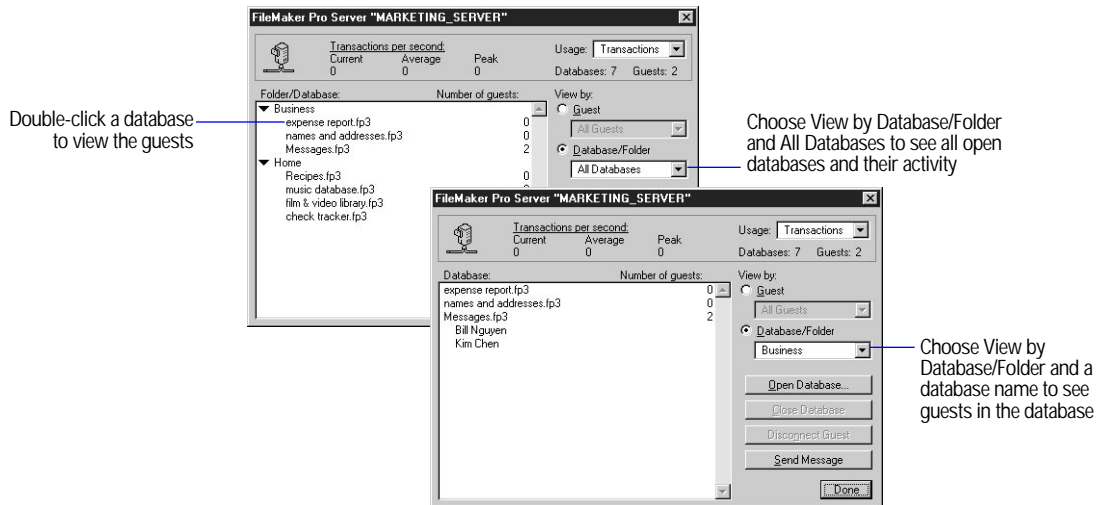 FileMaker Pro Server "MARKETING_SERVER"
Transactions per second:
Current Average Peak
0 0 0
Usage: Transactions
Databases: 7 Guests: 2
Folder/Database: Number of guests:
Business
expense report.fp3 0
names and addresses.fp3 0
Messages.fp3 2
Home
Recipes.fp3 0
music database.fp3
film & video library.fp3
check tracker.fp3
View by:
Guest
All Guests
Database/Folder
All Databases
Double-click a database
to view the guests
Choose View by Database/Folder
and All Databases to see all open
databases and their activity
FileMaker Pro Server "MARKETING_SERVER"
Transactions per second:
Current Average Peak
0 0 0
Usage: Transactions
Databases: 7 Guests: 2
Database: Number of guests:
expense report.fp3 0
names and addresses.fp3 0
Messages.fp3 2
Bill Nguyen
Kim Chen
View by:
Guest
All Guests
Database/Folder
Business
Open Database...
Close Database
Disconnect Guest
Send Message
Done
Choose View by
Database/Folder and a
database name to see
guests in the database